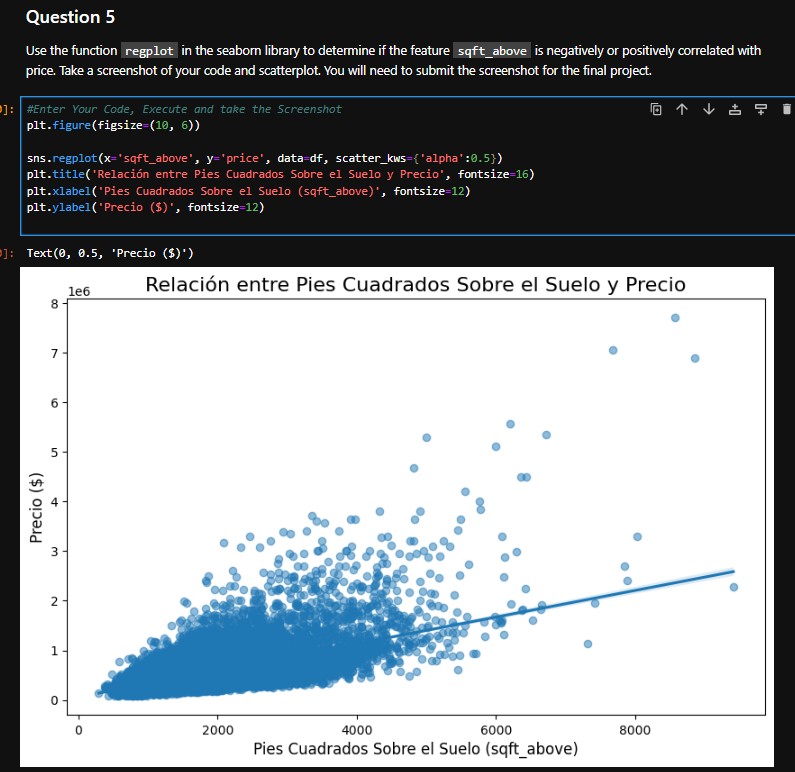 Question 5
Use the function regplot in the seaborn library to determine if the feature sqft_above is negatively or positively correlated with
price. Take a screenshot of your code and scatterplot. You will need to submit the screenshot for the final project.
]:
#Enter Your Code, Execute and take the Screenshot
plt.figure(figsize=(10, 6))
sns.regplot(x='sqft_above', y='price', data=df, scatter_kws={'alpha':0.5})
plt.title('Relación entre Pies Cuadrados Sobre el Suelo y Precio', fontsize=16)
plt.xlabel('Pies Cuadrados Sobre el Suelo (sqft_above)', fontsize=12)
plt.ylabel('Precio ($)', fontsize=12)
]: Text(0, 0.5, 'Precio ($)')
Relación entre Pies Cuadrados Sobre el Suelo y Precio
1e6
8
7
6
5
4
3
2
1
0
Precio ($)
0 2000 4000 6000 8000
Pies Cuadrados Sobre el Suelo (sqft_above)